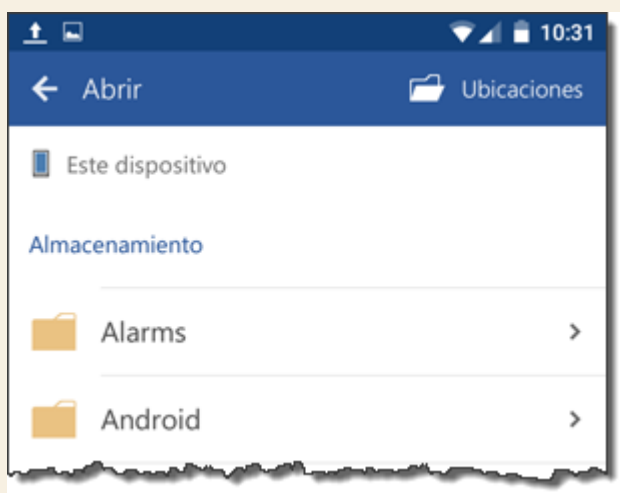 10:31
Abrir Ubicaciones
Este dispositivo
Almacenamiento
Alarms
Android